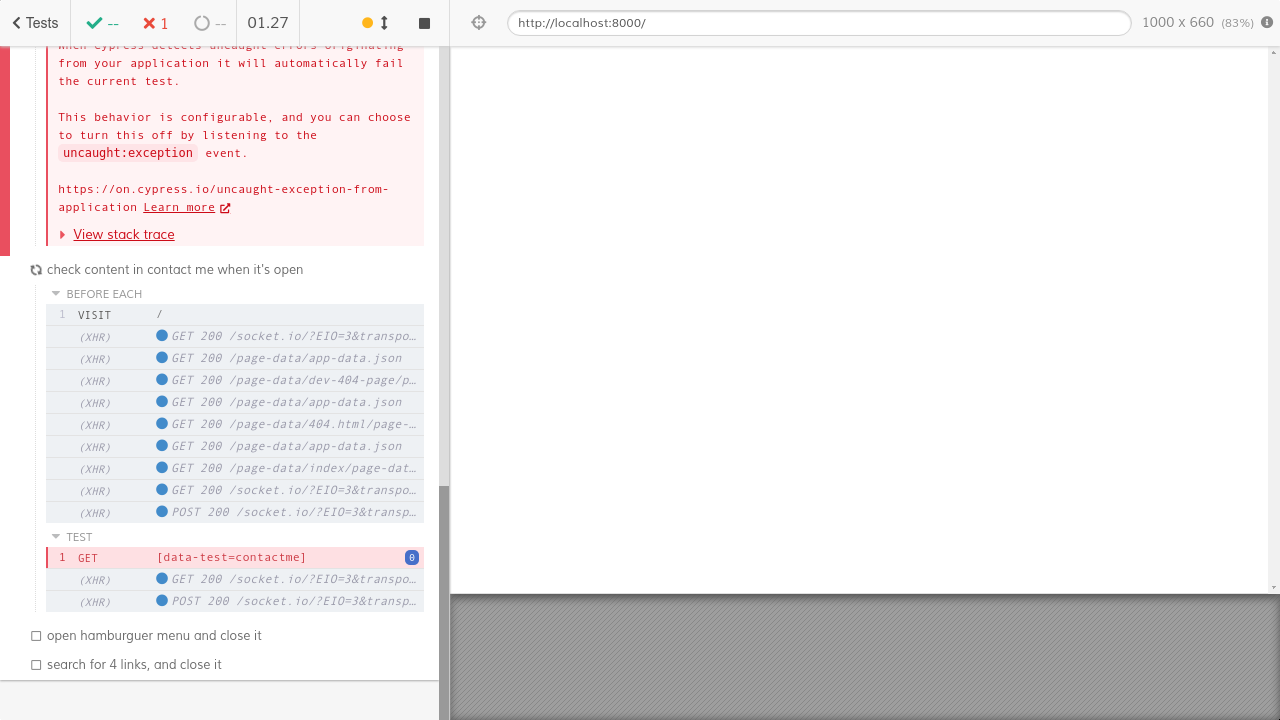 Tests
--
1
--
01.27
http://localhost:8000/
1000 x 660 (83%)
When Cypress detects uncaught errors originating
from your application it will automatically fail
the current test.
This behavior is configurable, and you can choose
to turn this off by listening to the
uncaught:exception event.
https://on.cypress.io/uncaught-exception-from-
application Learn more
View stack trace
check content in contact me when it's open
BEFORE EACH
1 VISIT /
(XHR) GET 200 /socket.io/?EIO=3&transpo…
(XHR) GET 200 /page-data/app-data.json
(XHR) GET 200 /page-data/dev-404-page/p…
(XHR) GET 200 /page-data/app-data.json
(XHR) GET 200 /page-data/404.html/page-…
(XHR) GET 200 /page-data/app-data.json
(XHR) GET 200 /page-data/index/page-dat…
(XHR) GET 200 /socket.io/?EIO=3&transpo…
(XHR) POST 200 /socket.io/?EIO=3&transp…
TEST
1 GET [data-test=contactme] 0
(XHR) GET 200 /socket.io/?EIO=3&transpo…
(XHR) POST 200 /socket.io/?EIO=3&transp…
open hamburguer menu and close it
search for 4 links, and close it